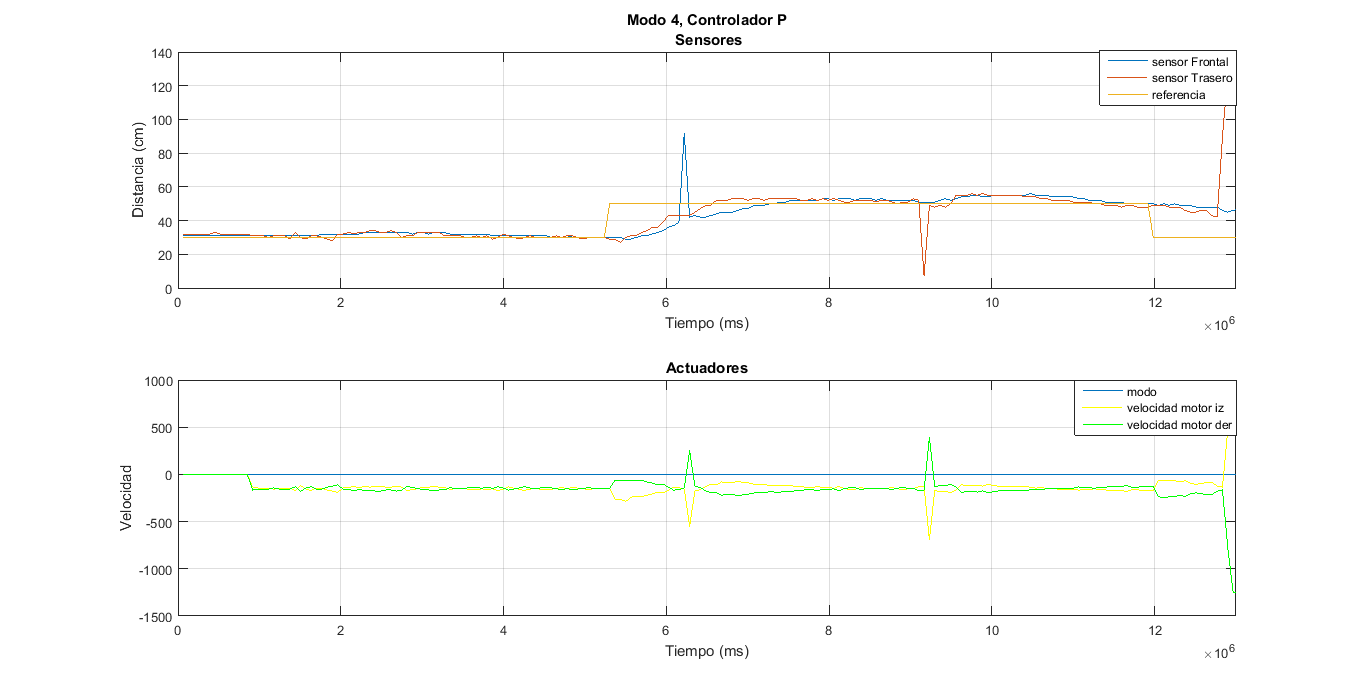 Modo 4, Controlador P
Sensores
140
120
100
80
60
40
20
0
Distancia (cm)
sensor Frontal
sensor Trasero
referencia
0 2 4 6 8 10 12
Tiempo (ms)
×10^6
Actuadores
1000
500
0
-500
-1000
-1500
Velocidad
modo
velocidad motor iz
velocidad motor der
0 2 4 6 8 10 12
Tiempo (ms)
×10^6